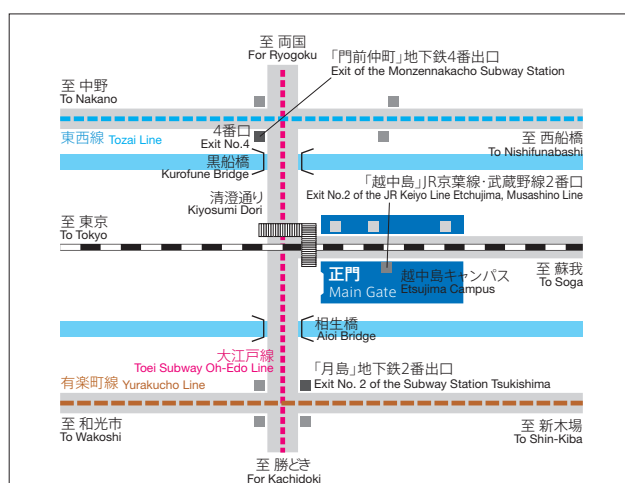 至 両国
For Ryogoku
「門前仲町」地下鉄4番出口
Exit of the Monzennakacho Subway Station
至 中野
To Nakano
東西線 Tozai Line
4番口
Exit No.4
至 西船橋
To Nishifunabashi
黒船橋
Kurofune Bridge
「越中島」JR京葉線・武蔵野線2番口
Exit No.2 of the JR Keiyo Line Etchujima, Musashino Line
清澄通り
Kiyosumi Dori
至 東京
To Tokyo
正門
Main Gate
越中島キャンパス
Etsujima Campus
至 蘇我
To Soga
相生橋
Aioi Bridge
大江戸線
Toei Subway Oh-Edo Line
「月島」地下鉄2番出口
Exit No. 2 of the Subway Station Tsukishima
有楽町線 Yurakucho Line
至 和光市
To Wakoshi
至 新木場
To Shin-Kiba
至 勝どき
For Kachidoki